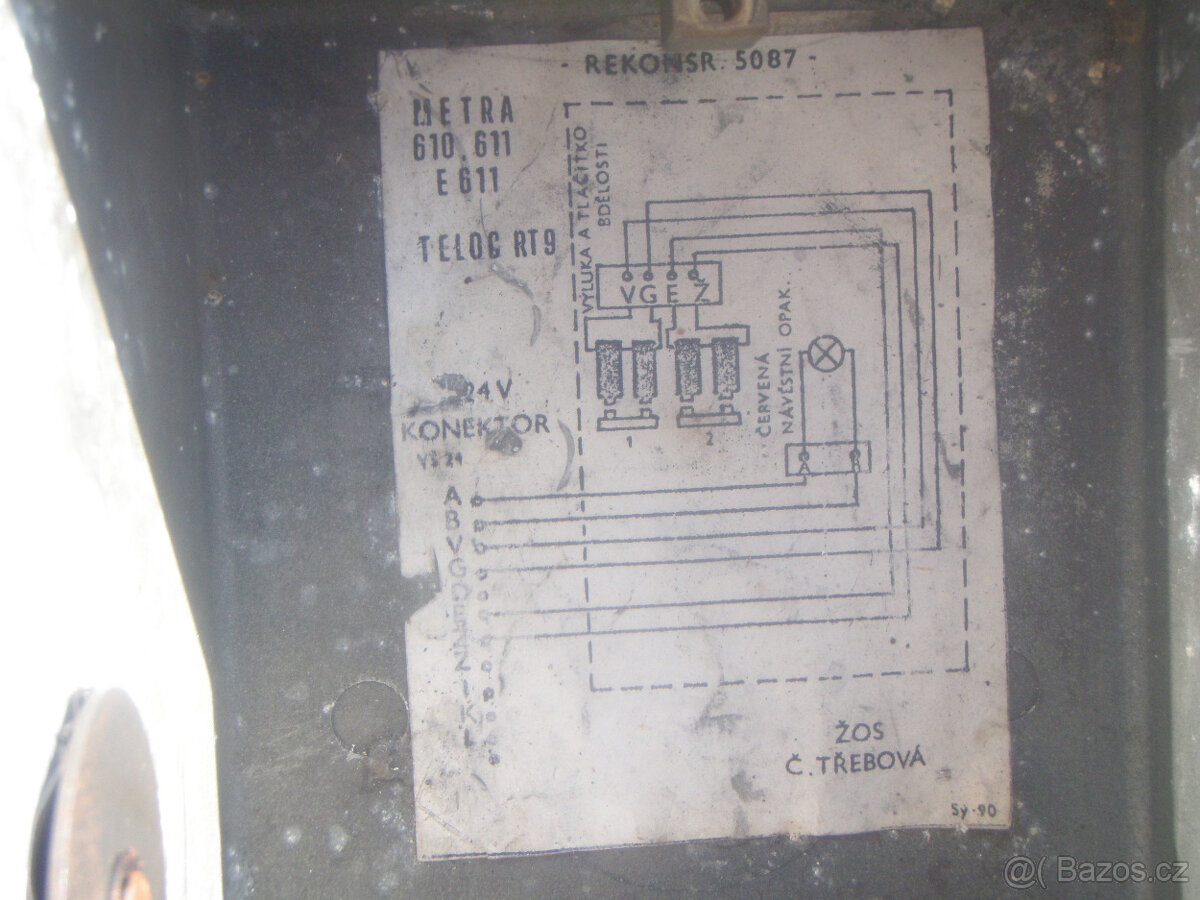 - REKONSR. 5087 -
METRA
610.611
E 611
TELOC RT9
VÝLUKA A TLAČÍTKO
BDĚLOSTI
V G E Z
1 2
ČERVENÁ
NÁVĚSTNÍ OPAK.
24V
KONEKTOR
A
A
B
V
G
ŽOS
Č. TŘEBOVÁ
Sy-90
@( Bazoš.cz